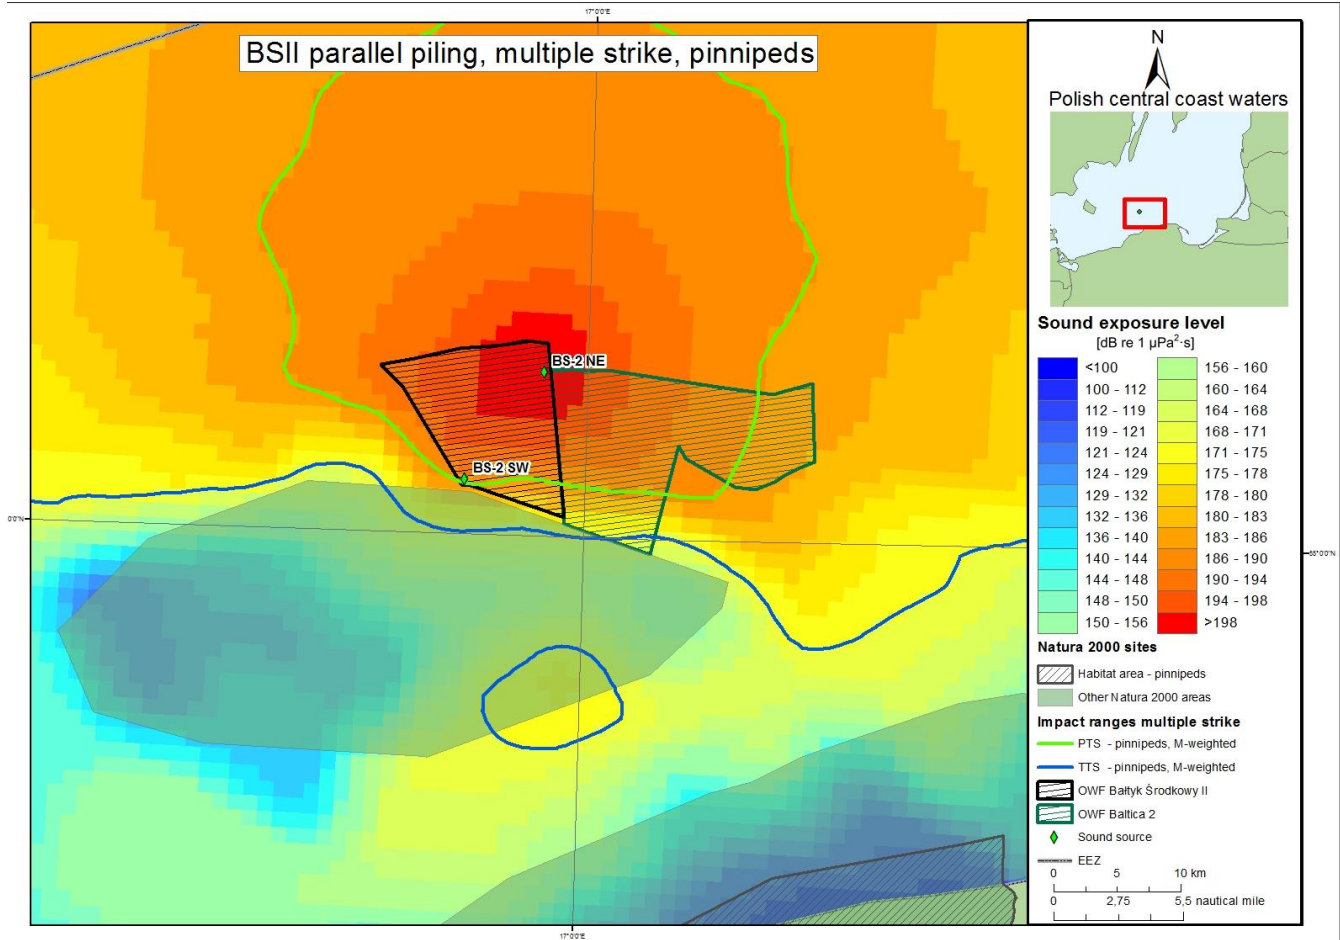 17°0'0"E
BSII parallel piling, multiple strike, pinnipeds
BS-2 NE
BS-2 SW
0'0"N
55°0'0"N
17°0'0"E
N
Polish central coast waters
Sound exposure level
[dB re 1 µPa²·s]
<100
100 - 112
112 - 119
119 - 121
121 - 124
124 - 129
129 - 132
132 - 136
136 - 140
140 - 144
144 - 148
148 - 150
150 - 156
156 - 160
160 - 164
164 - 168
168 - 171
171 - 175
175 - 178
178 - 180
180 - 183
183 - 186
186 - 190
190 - 194
194 - 198
>198
Natura 2000 sites
Habitat area - pinnipeds
Other Natura 2000 areas
Impact ranges multiple strike
PTS - pinnipeds, M-weighted
TTS - pinnipeds, M-weighted
OWF Bałtyk Środkowy II
OWF Baltica 2
Sound source
EEZ
0 5 10 km
0 2,75 5,5 nautical mile